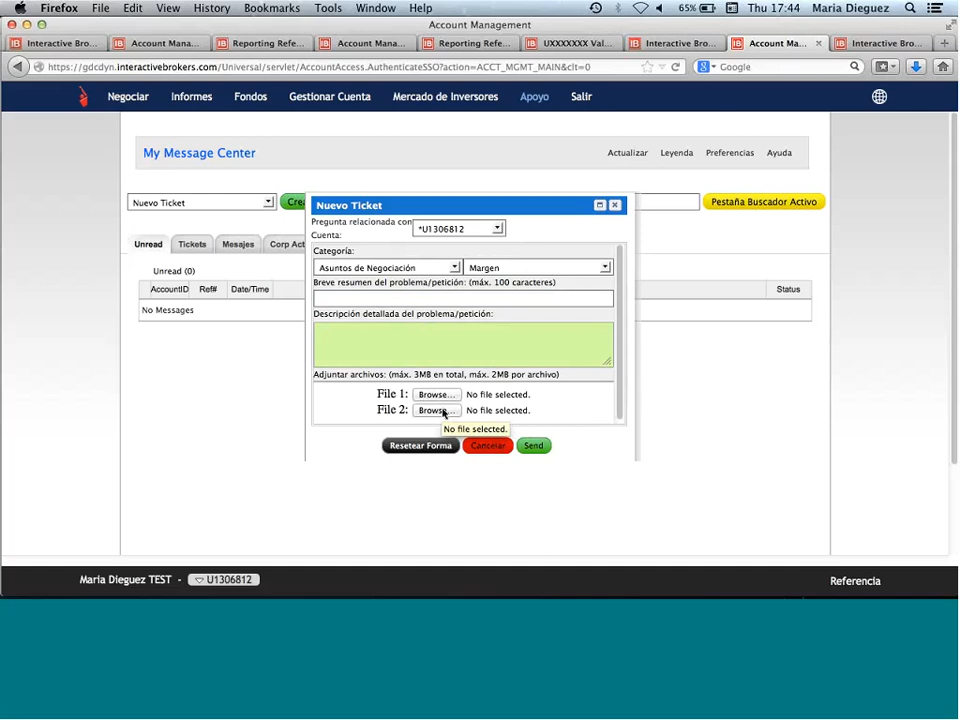 Firefox File Edit View History Bookmarks Tools Window Help 65% Thu 17:44 Maria Dieguez
Account Management
Interactive Bro... Account Mana... Reporting Refe... Account Mana... Reporting Refe... UXXXXXXX Val... Interactive Bro... Account Ma... Interactive Bro...
https://gdcdyn.interactivebrokers.com/Universal/servlet/AccountAccess.AuthenticateSSO?action=ACCT_MGMT_MAIN&clt=0 Google
Negociar Informes Fondos Gestionar Cuenta Mercado de Inversores Apoyo Salir
My Message Center Actualizar Leyenda Preferencias Ayuda
Nuevo Ticket Crea Pestaña Buscador Activo
Nuevo Ticket
Pregunta relacionada con
Cuenta: *U1306812
Unread Tickets Mesajes Corp Act
Categoría:
Unread (0) Asuntos de Negociación Margen
Breve resumen del problema/petición: (máx. 100 caracteres)
AccountID Ref# Date/Time Status
No Messages
Descripción detallada del problema/petición:
Adjuntar archivos: (máx. 3MB en total, máx. 2MB por archivo)
File 1: Browse... No file selected.
File 2: Browse... No file selected.
No file selected.
Resetear Forma Cancelar Send
Maria Dieguez TEST - U1306812 Referencia